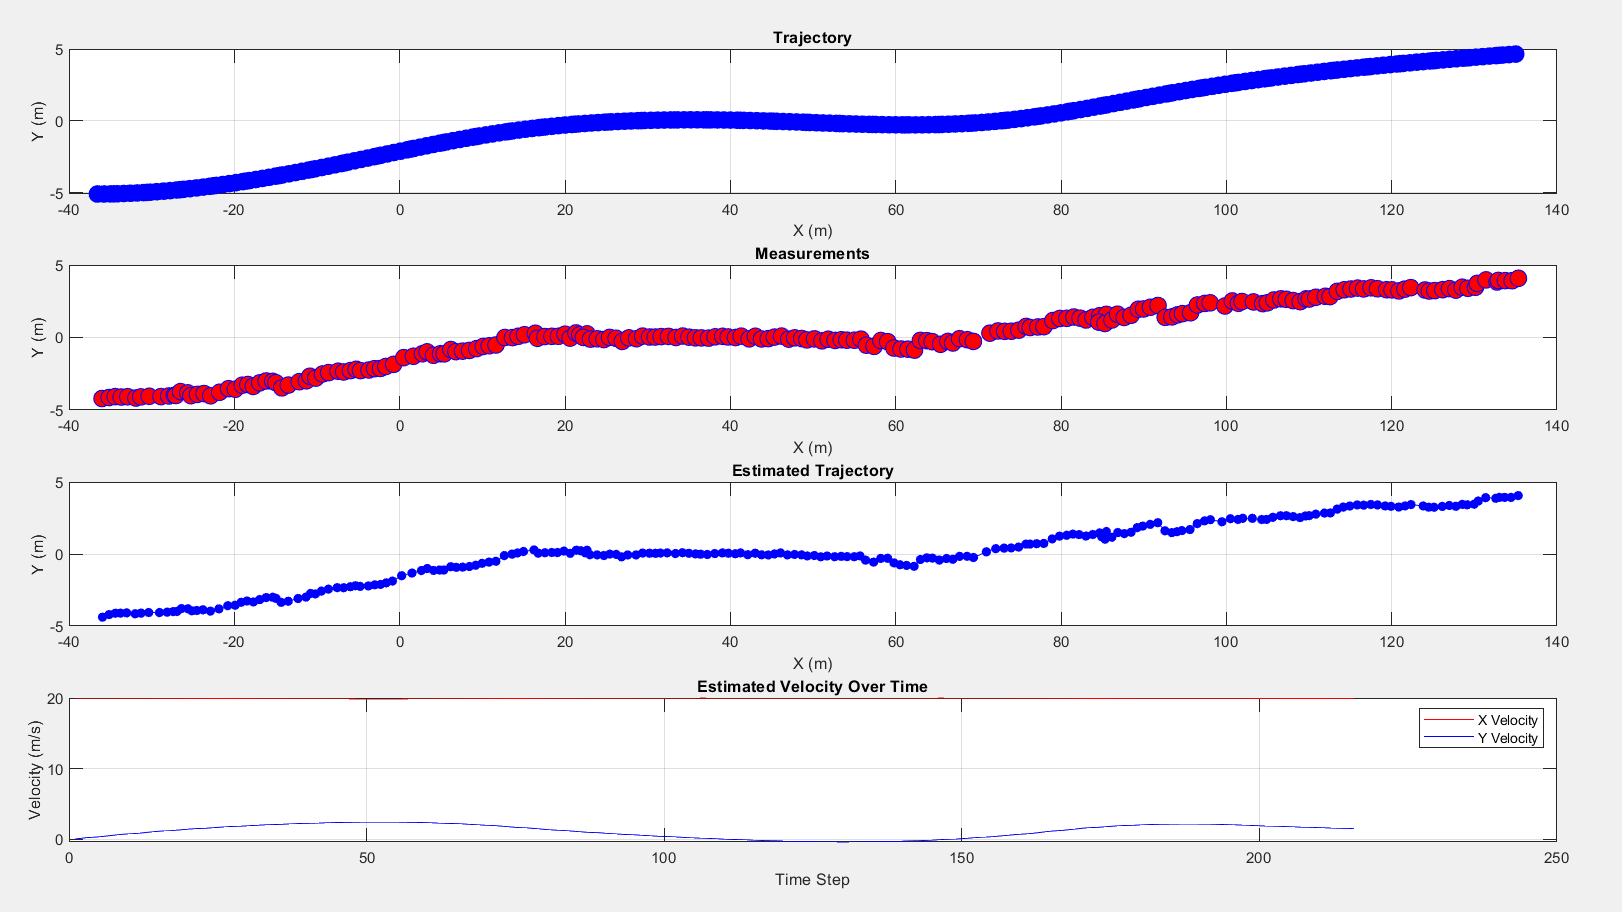 Trajectory
5
0
-5
Y (m)
-40 -20 0 20 40 60 80 100 120 140
X (m)
Measurements
5
0
-5
Y (m)
-40 -20 0 20 40 60 80 100 120 140
X (m)
Estimated Trajectory
5
0
-5
Y (m)
-40 -20 0 20 40 60 80 100 120 140
X (m)
Estimated Velocity Over Time
20
10
0
Velocity (m/s)
X Velocity
Y Velocity
0 50 100 150 200 250
Time Step